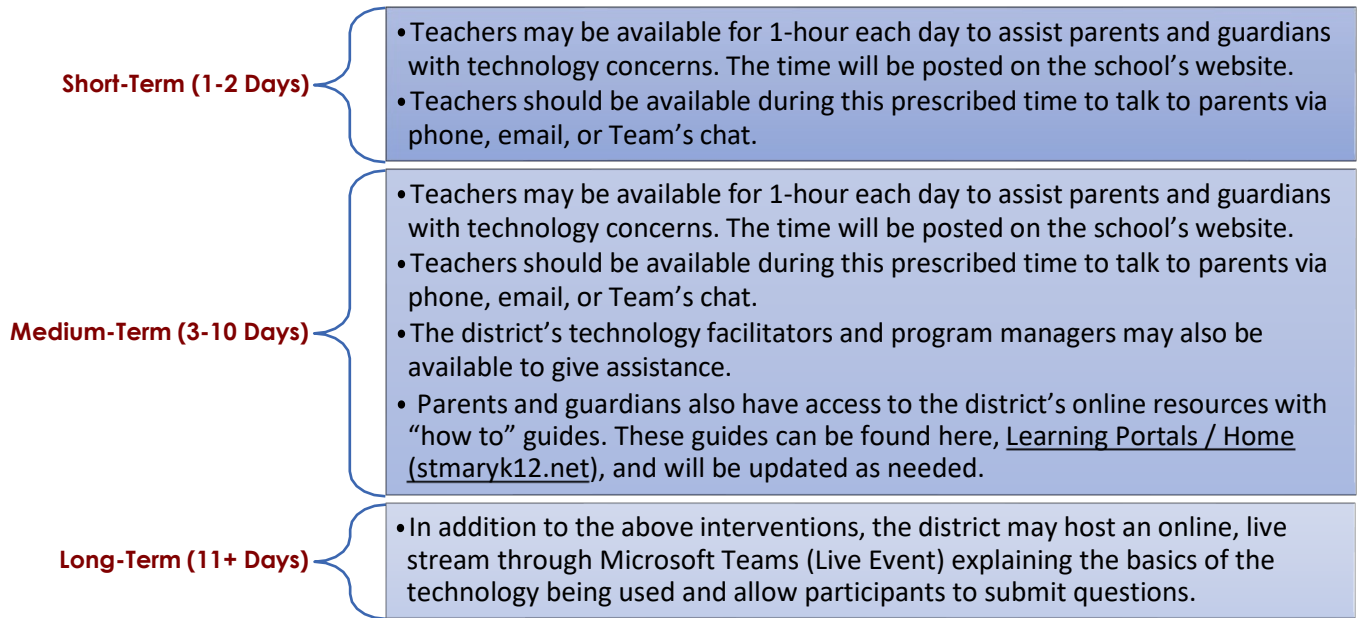 Short-Term (1-2 Days)
•Teachers may be available for 1-hour each day to assist parents and guardians
with technology concerns. The time will be posted on the school’s website.
•Teachers should be available during this prescribed time to talk to parents via
phone, email, or Team’s chat.
Medium-Term (3-10 Days)
•Teachers may be available for 1-hour each day to assist parents and guardians
with technology concerns. The time will be posted on the school’s website.
•Teachers should be available during this prescribed time to talk to parents via
phone, email, or Team’s chat.
•The district’s technology facilitators and program managers may also be
available to give assistance.
• Parents and guardians also have access to the district’s online resources with
“how to” guides. These guides can be found here, Learning Portals / Home
(stmaryk12.net), and will be updated as needed.
Long-Term (11+ Days)
•In addition to the above interventions, the district may host an online, live
stream through Microsoft Teams (Live Event) explaining the basics of the
technology being used and allow participants to submit questions.